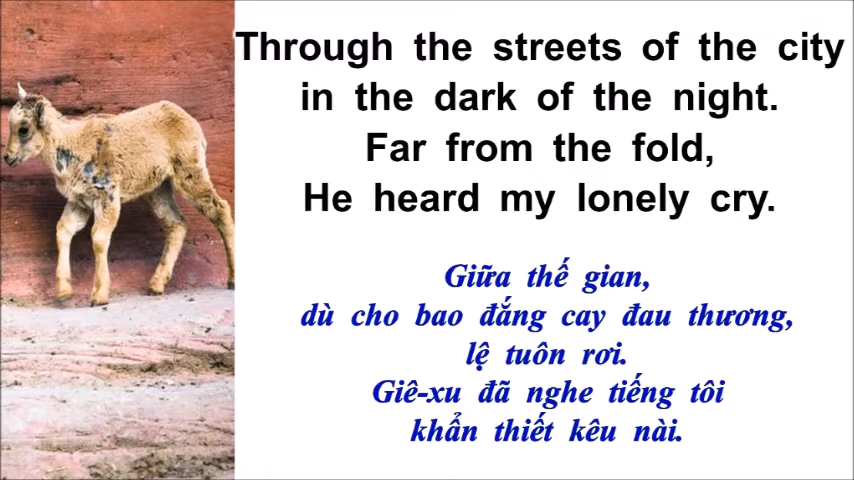 Through the streets of the city
in the dark of the night.
Far from the fold,
He heard my lonely cry.
Giữa thế gian,
dù cho bao đắng cay đau thương,
lệ tuôn rơi.
Giê-xu đã nghe tiếng tôi
khẩn thiết kêu nài.